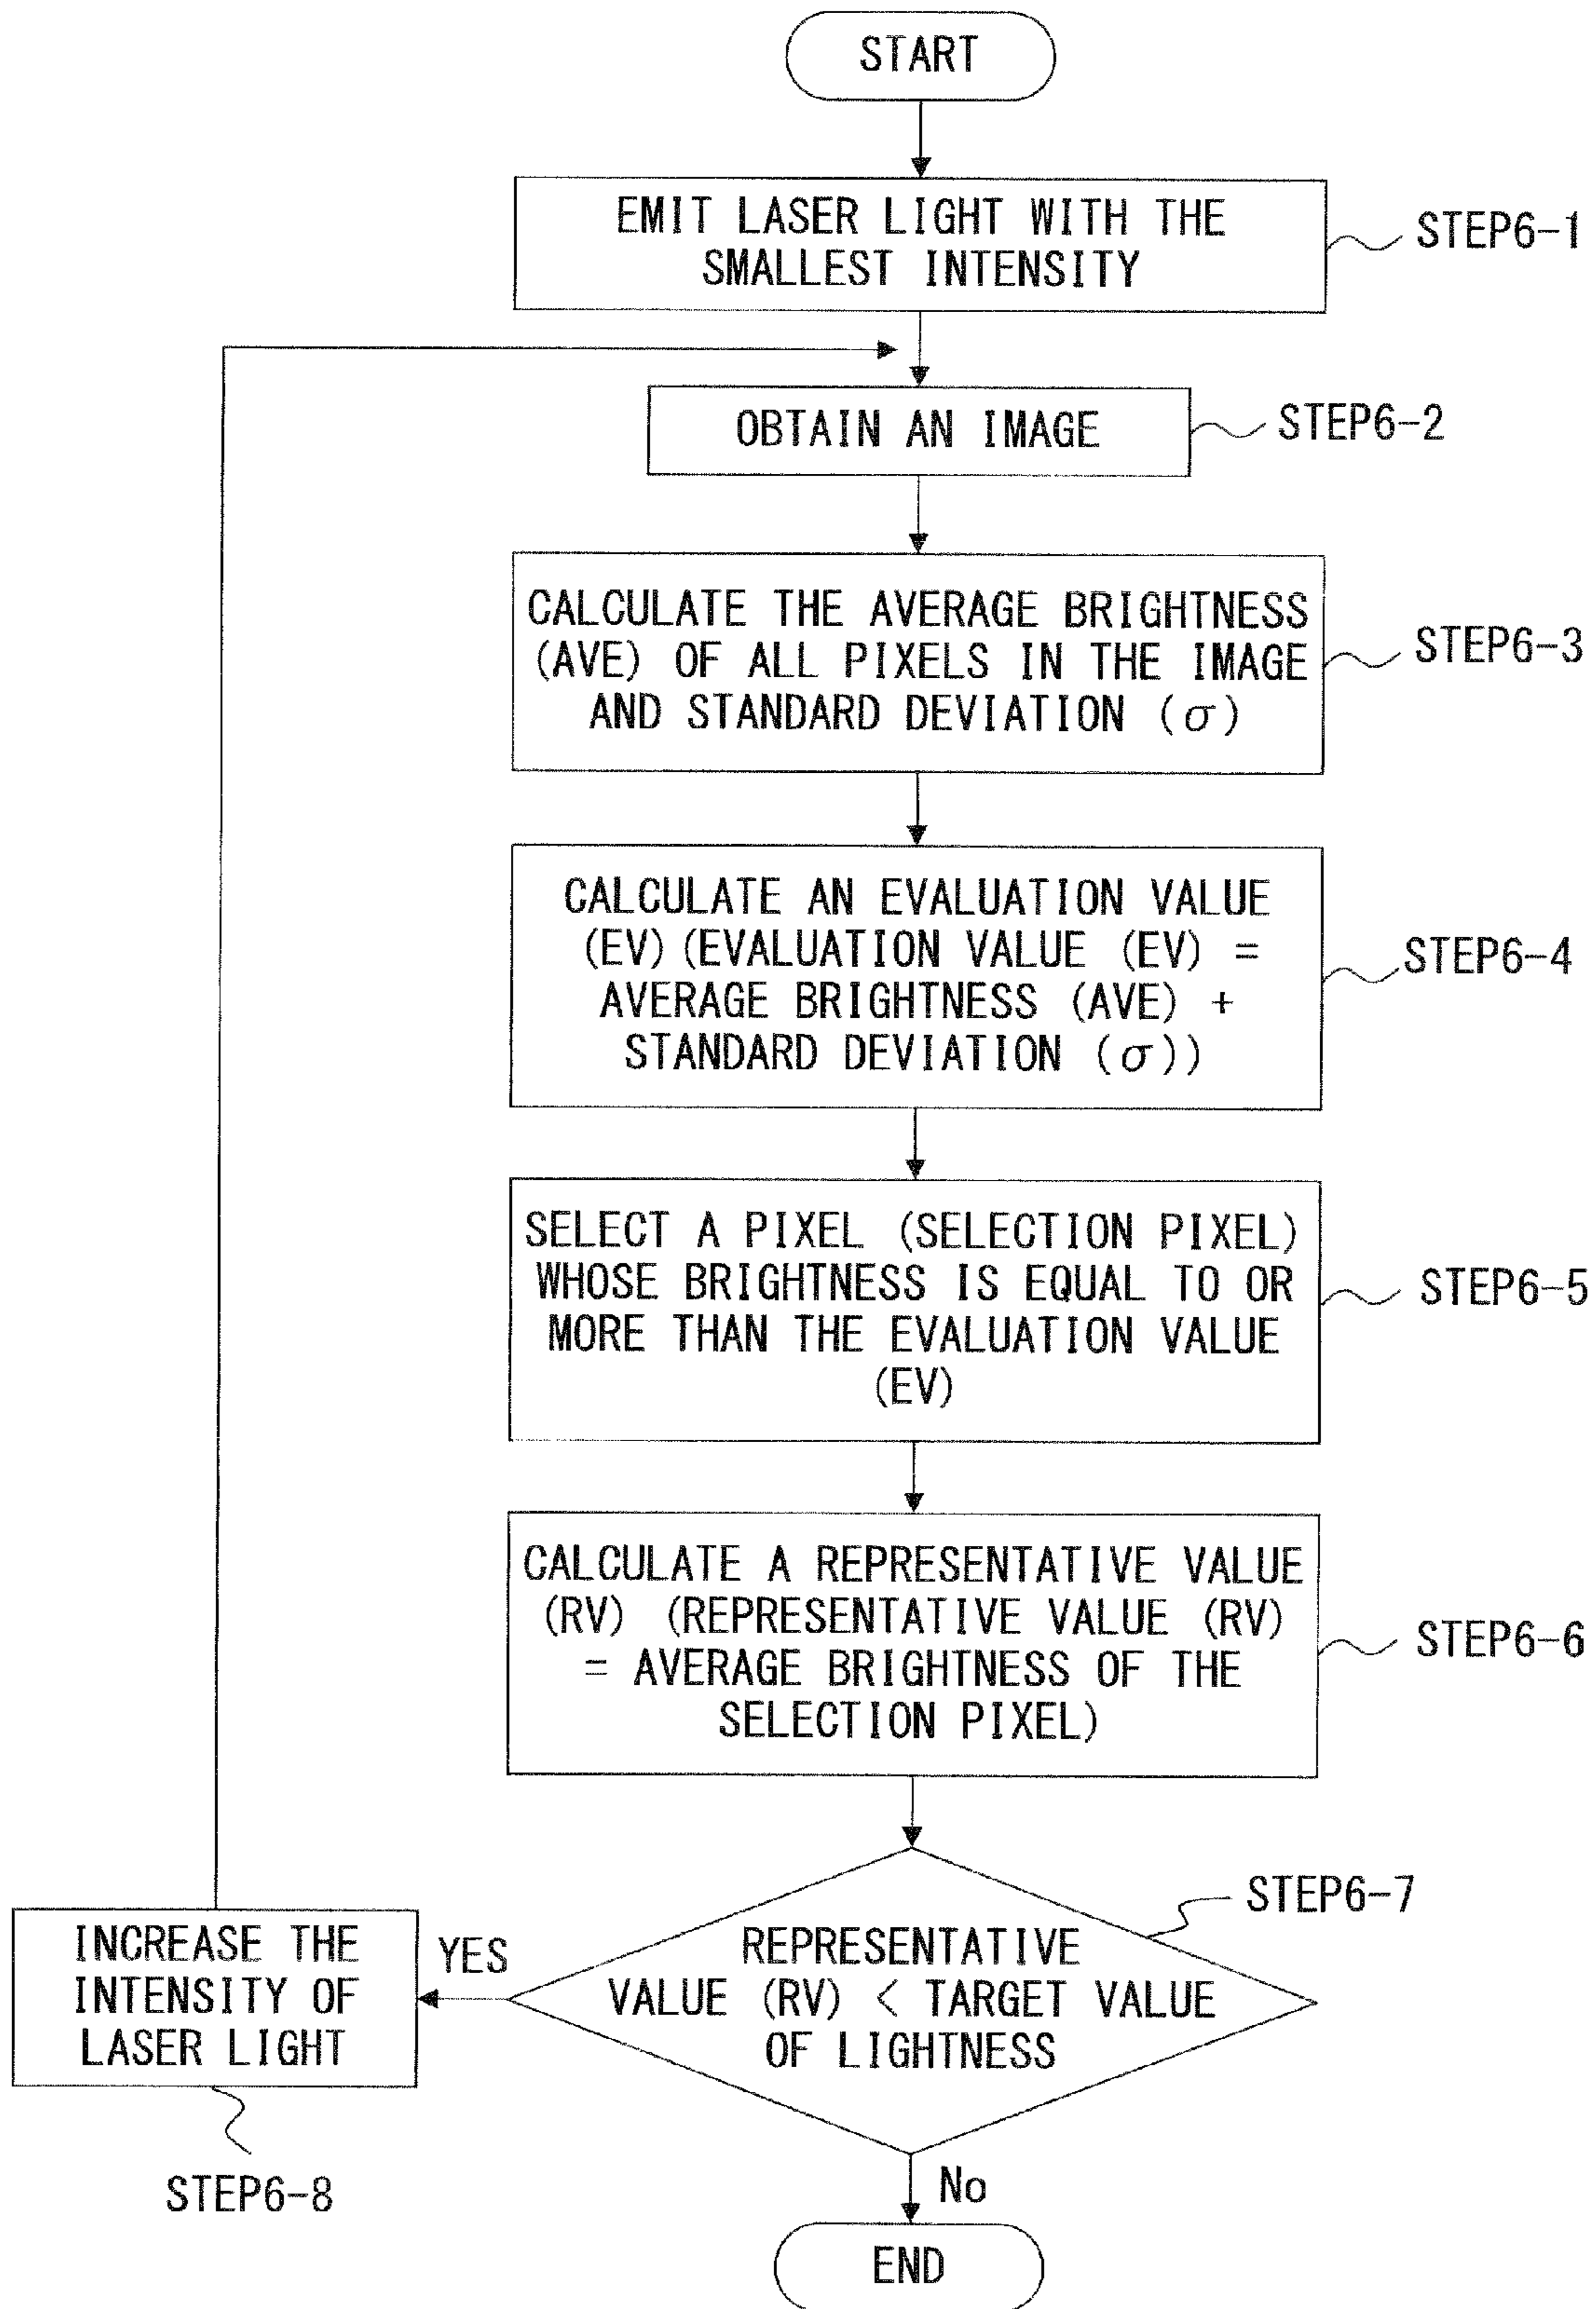 START
EMIT LASER LIGHT WITH THE
SMALLEST INTENSITY
STEP6-1
OBTAIN AN IMAGE
STEP6-2
CALCULATE THE AVERAGE BRIGHTNESS
(AVE) OF ALL PIXELS IN THE IMAGE
AND STANDARD DEVIATION (σ)
STEP6-3
CALCULATE AN EVALUATION VALUE
(EV) (EVALUATION VALUE (EV) =
AVERAGE BRIGHTNESS (AVE) +
STANDARD DEVIATION (σ))
STEP6-4
SELECT A PIXEL (SELECTION PIXEL)
WHOSE BRIGHTNESS IS EQUAL TO OR
MORE THAN THE EVALUATION VALUE
(EV)
STEP6-5
CALCULATE A REPRESENTATIVE VALUE
(RV) (REPRESENTATIVE VALUE (RV)
= AVERAGE BRIGHTNESS OF THE
SELECTION PIXEL)
STEP6-6
REPRESENTATIVE
VALUE (RV) < TARGET VALUE
OF LIGHTNESS
STEP6-7
YES
INCREASE THE
INTENSITY OF
LASER LIGHT
STEP6-8
No
END